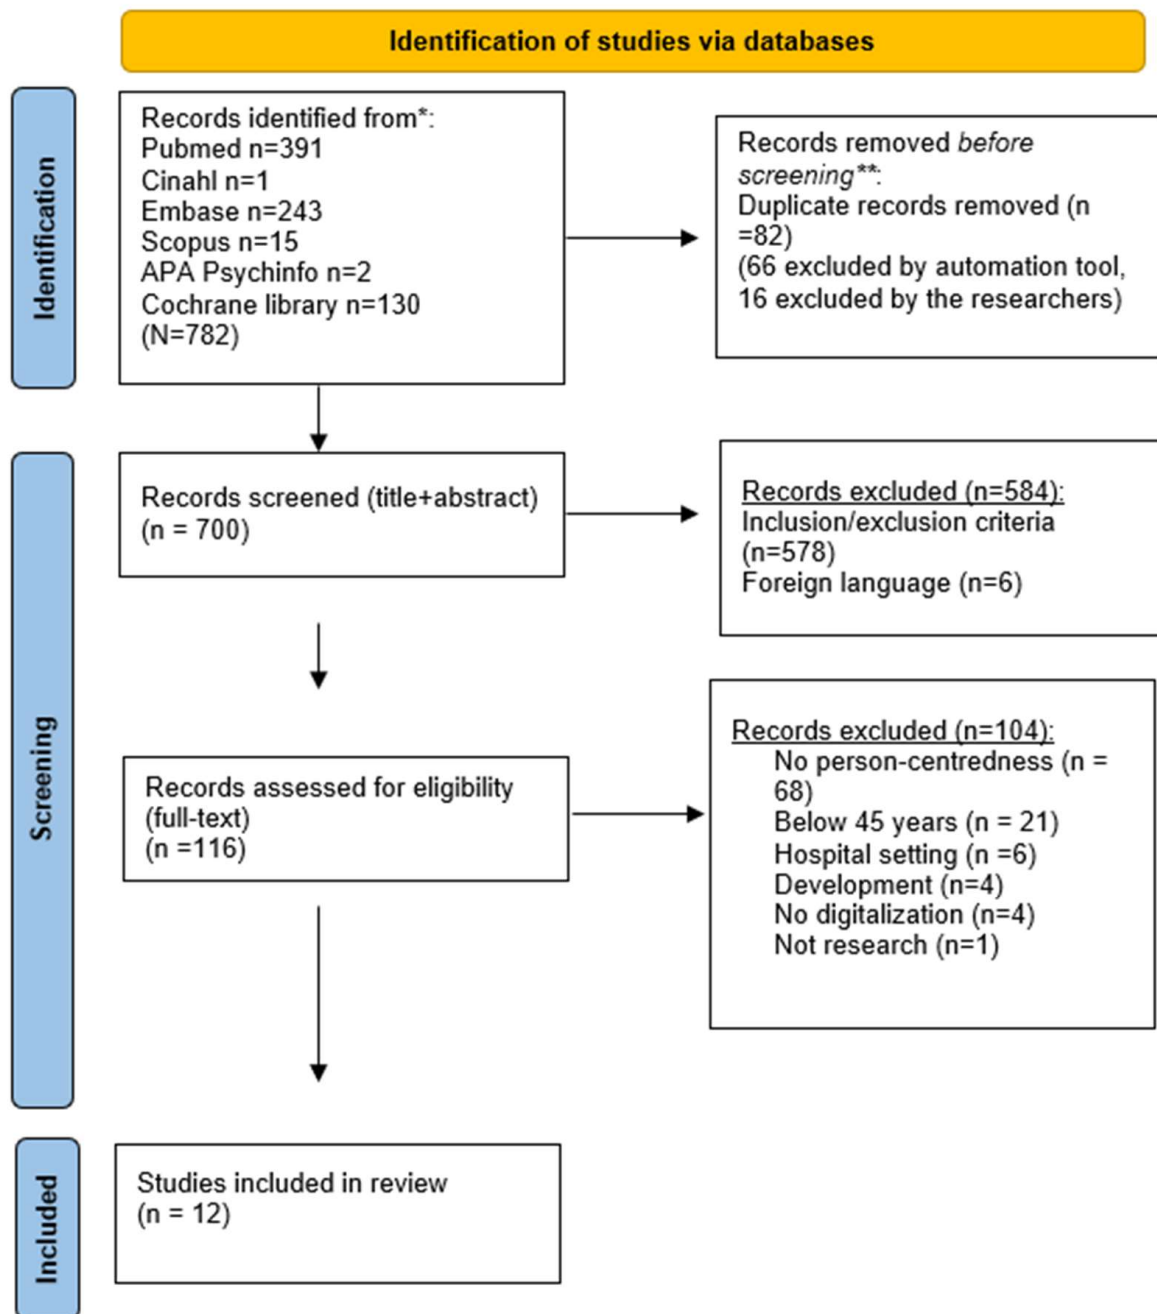 Identification of studies via databases
Identification
Records identified from*:
Pubmed n=391
Cinahl n=1
Embase n=243
Scopus n=15
APA Psychinfo n=2
Cochrane library n=130
(N=782)
Records removed before
screening**:
Duplicate records removed (n
=82)
(66 excluded by automation tool,
16 excluded by the researchers)
Screening
Records screened (title+abstract)
(n = 700)
Records excluded (n=584):
Inclusion/exclusion criteria
(n=578)
Foreign language (n=6)
Records assessed for eligibility
(full-text)
(n =116)
Records excluded (n=104):
No person-centredness (n =
68)
Below 45 years (n = 21)
Hospital setting (n =6)
Development (n=4)
No digitalization (n=4)
Not research (n=1)
Included
Studies included in review
(n = 12)